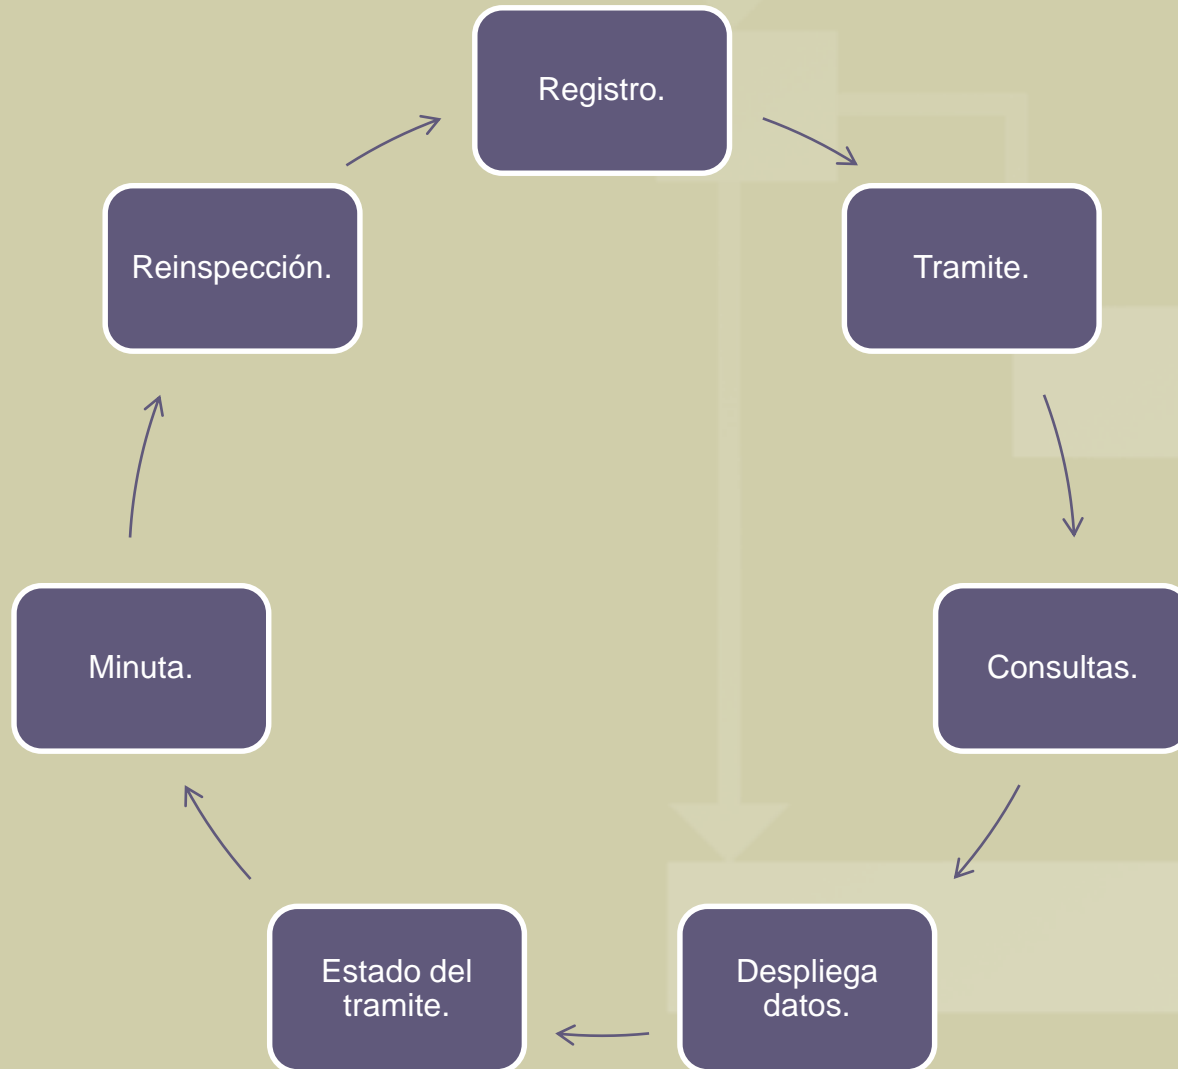 Registro.
Tramite.
Consultas.
Despliega
datos.
Estado del
tramite.
Minuta.
Reinspección.